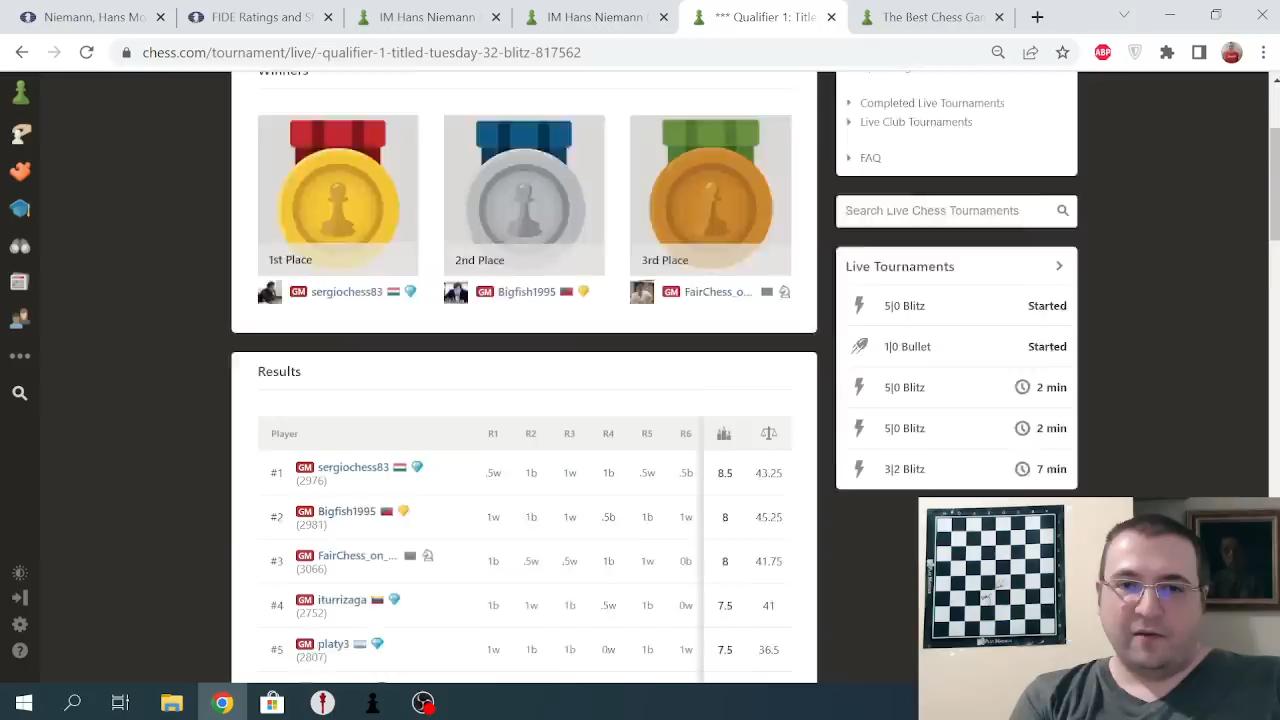 Niemann, Hans Mo
FIDE Ratings and St
IM Hans Niemann
IM Hans Niemann
*** Qualifier 1: Title
The Best Chess Gan
chess.com/tournament/live/-qualifier-1-titled-tuesday-32-blitz-817562
ABP
Winners
1st Place
2nd Place
3rd Place
GM sergiochess83
GM Bigfish1995
GM FairChess_o...
Results
Player R1 R2 R3 R4 R5 R6
#1 GM sergiochess83 .5w 1b 1w 1b .5w .5b 8.5 43.25
(2976)
#2 GM Bigfish1995 1w 1b 1w .5b 1b 1w 8 45.25
(2981)
#3 GM FairChess_on_... 1b .5w .5w 1b 1w 0b 8 41.75
(3066)
#4 GM iturrizaga 1b 1w 1b .5w 1b 0w 7.5 41
(2752)
#5 GM platy3 1w 1b 1b 0w 1b 1w 7.5 36.5
(2807)
Completed Live Tournaments
Live Club Tournaments
FAQ
Search Live Chess Tournaments
Live Tournaments
5|0 Blitz Started
1|0 Bullet Started
5|0 Blitz 2 min
5|0 Blitz 2 min
3|2 Blitz 7 min